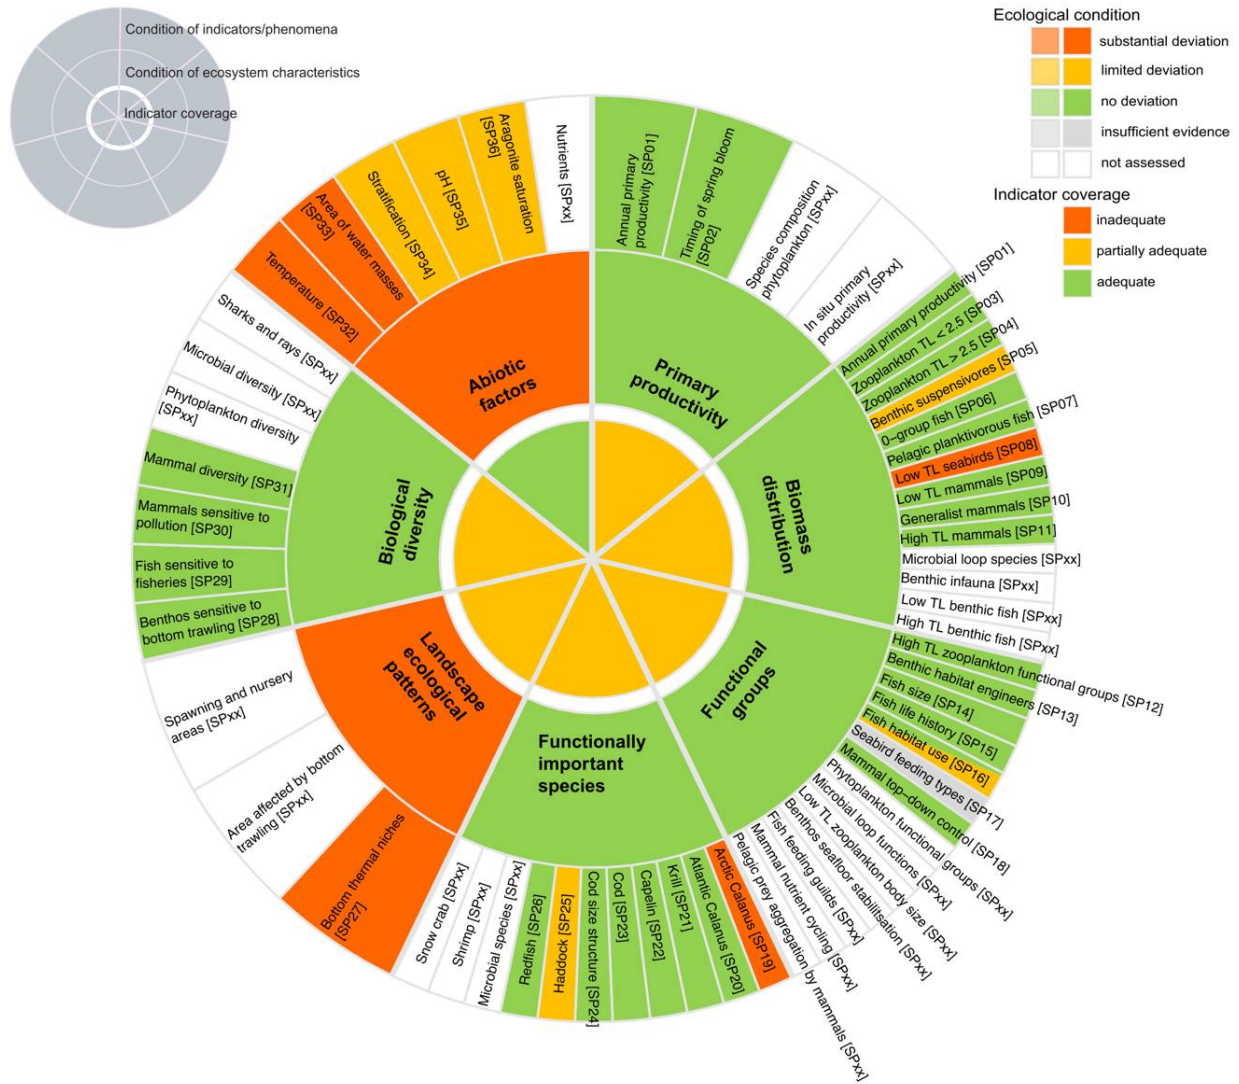 Condition of indicators/phenomena
Condition of ecosystem characteristics
Indicator coverage
Ecological condition
substantial deviation
limited deviation
no deviation
insufficient evidence
not assessed
Indicator coverage
inadequate
partially adequate
adequate
Primary
productivity
Annual primary
productivity [SP01]
Timing of spring bloom
[SP02]
Species composition
phytoplankton [SPxx]
In situ primary
productivity [SPxx]
Biomass
distribution
Annual primary productivity [SP01]
Zooplankton TL < 2.5 [SP03]
Zooplankton TL > 2.5 [SP04]
Benthic suspensivores [SP05]
0−group fish [SP06]
Pelagic planktivorous fish [SP07]
Low TL seabirds [SP08]
Low TL mammals [SP09]
Generalist mammals [SP10]
High TL mammals [SP11]
Microbial loop species [SPxx]
Benthic infauna [SPxx]
Low TL benthic fish [SPxx]
High TL benthic fish [SPxx]
Functional
groups
High TL zooplankton functional groups [SP12]
Benthic habitat engineers [SP13]
Fish size [SP14]
Fish life history [SP15]
Fish habitat use [SP16]
Seabird feeding types [SP17]
Mammal top−down control [SP18]
Phytoplankton functional groups [SPxx]
Microbial loop functions [SPxx]
Low TL zooplankton body size [SPxx]
Benthos seafloor stabilitsation [SPxx]
Fish feeding guilds [SPxx]
Mammal nutrient cycling [SPxx]
Pelagic prey aggregation by mammals [SPxx]
Functionally
important
species
Arctic Calanus [SP19]
Atlantic Calanus [SP20]
Krill [SP21]
Capelin [SP22]
Cod [SP23]
Cod size structure [SP24]
Haddock [SP25]
Redfish [SP26]
Microbial species [SPxx]
Shrimp [SPxx]
Snow crab [SPxx]
Landscape
ecological
patterns
Bottom thermal niches
[SP27]
Area affected by bottom
trawling [SPxx]
Spawning and nursery
areas [SPxx]
Biological
diversity
Benthos sensitive to
bottom trawling [SP28]
Fish sensitive to
fisheries [SP29]
Mammals sensitive to
pollution [SP30]
Mammal diversity [SP31]
Phytoplankton diversity
[SPxx]
Microbial diversity [SPxx]
Sharks and rays [SPxx]
Abiotic
factors
Temperature [SP32]
Area of water masses
[SP33]
Stratification [SP34]
pH [SP35]
Aragonite saturation
[SP36]
Nutrients [SPxx]